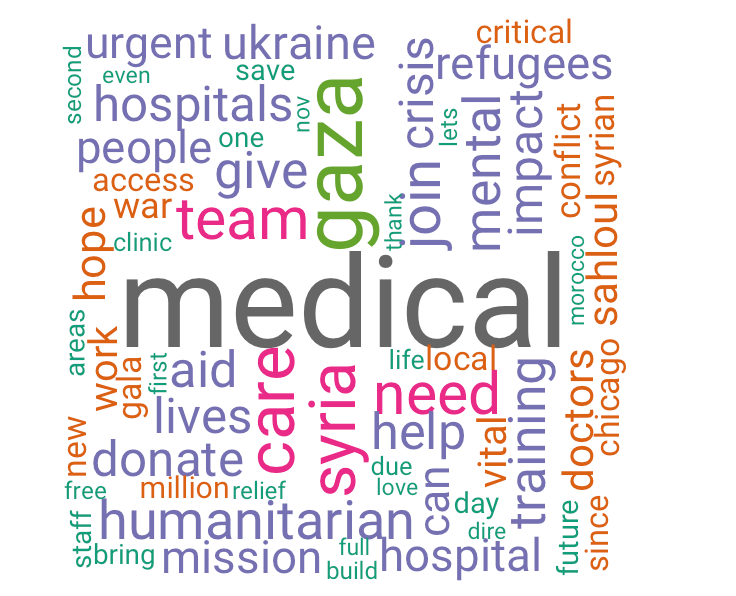 critical
urgent ukraine
refugees
second
even
save
crisis
hospitals
nov
gaza
lets
mental
impact
conflict
syrian
people
one
give
join
access
war
team
thank
hope
clinic
sahloul
morocco
medical
areas
work
gala
first
aid
care
syria
life
local
need
training
doctors
chicago
lives
help
vital
new
donate
due
love
can
free
million
relief
day
dire
staff
humanitarian
future
since
bring
mission
full
build
hospital